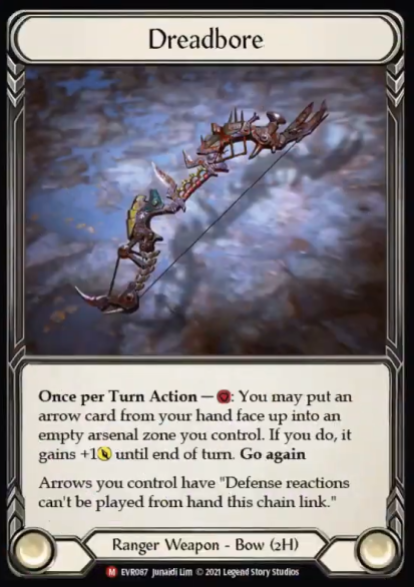 Dreadbore
Once per Turn Action — : You may put an
arrow card from your hand face up into an
empty arsenal zone you control. If you do, it
gains +1 until end of turn. Go again
Arrows you control have "Defense reactions
can't be played from hand this chain link."
Ranger Weapon - Bow (2H)
M EVR087 Junaidi Lim © 2021 Legend Story Studios